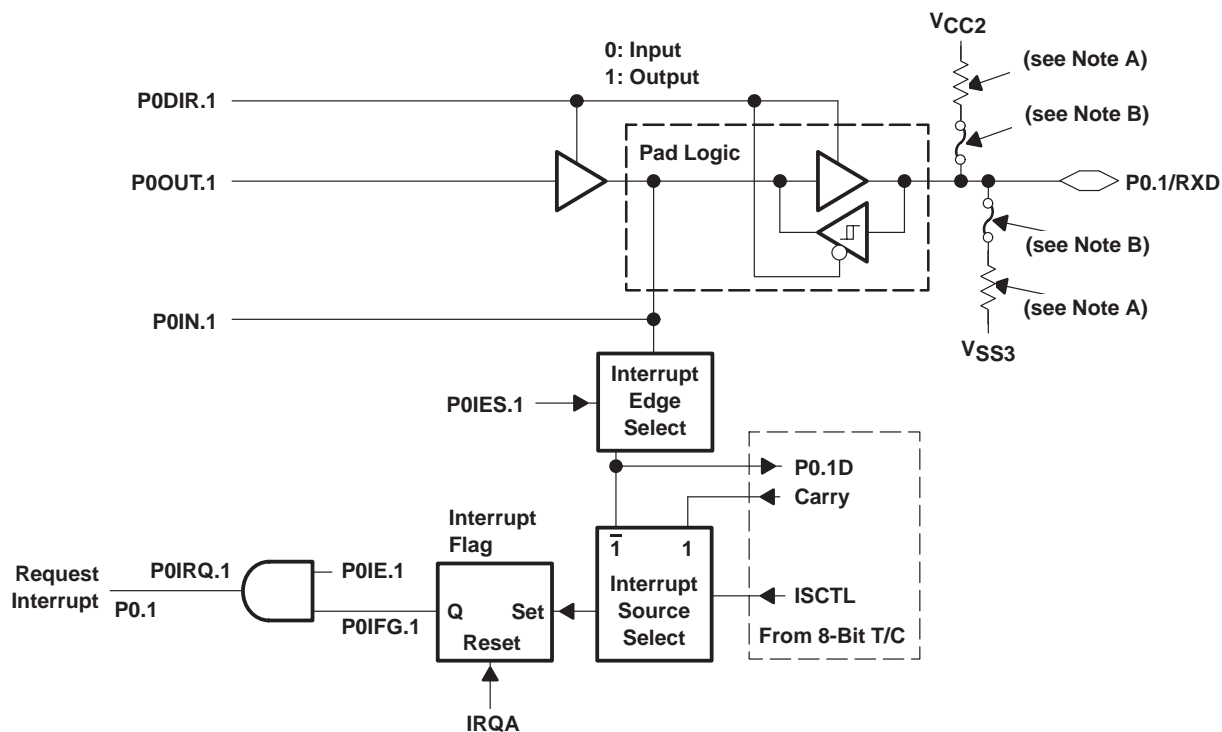 VCC2
0: Input
1: Output
(see Note A)
P0DIR.1
(see Note B)
Pad Logic
P0OUT.1
P0.1/RXD
(see Note B)
(see Note A)
P0IN.1
VSS3
Interrupt
Edge
Select
P0IES.1
P0.1D
Carry
Interrupt
Flag
1 1
Request
Interrupt
P0IRQ.1
P0.1
P0IE.1
P0IFG.1
Q Set
Reset
Interrupt
Source
Select
ISCTL
From 8-Bit T/C
IRQA